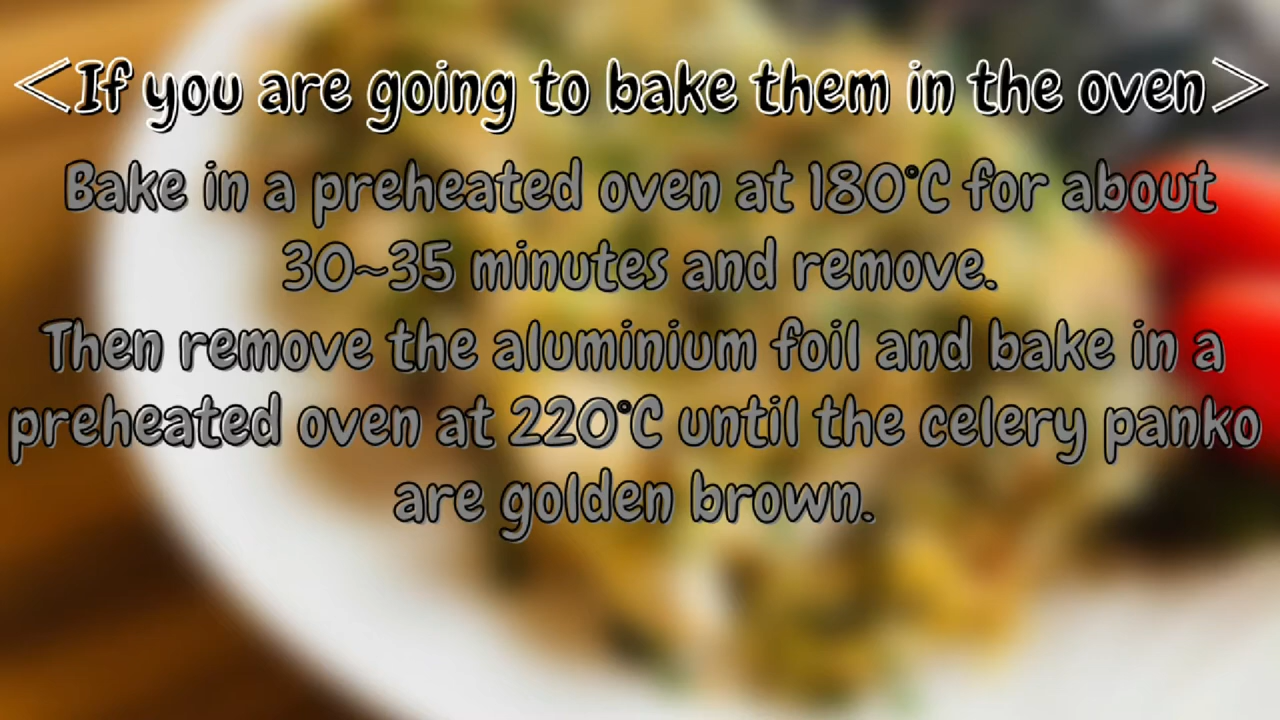 <If you are going to bake them in the oven>
Bake in a preheated oven at 180°C for about
30~35 minutes and remove.
Then remove the aluminium foil and bake in a
preheated oven at 220°C until the celery panko
are golden brown.